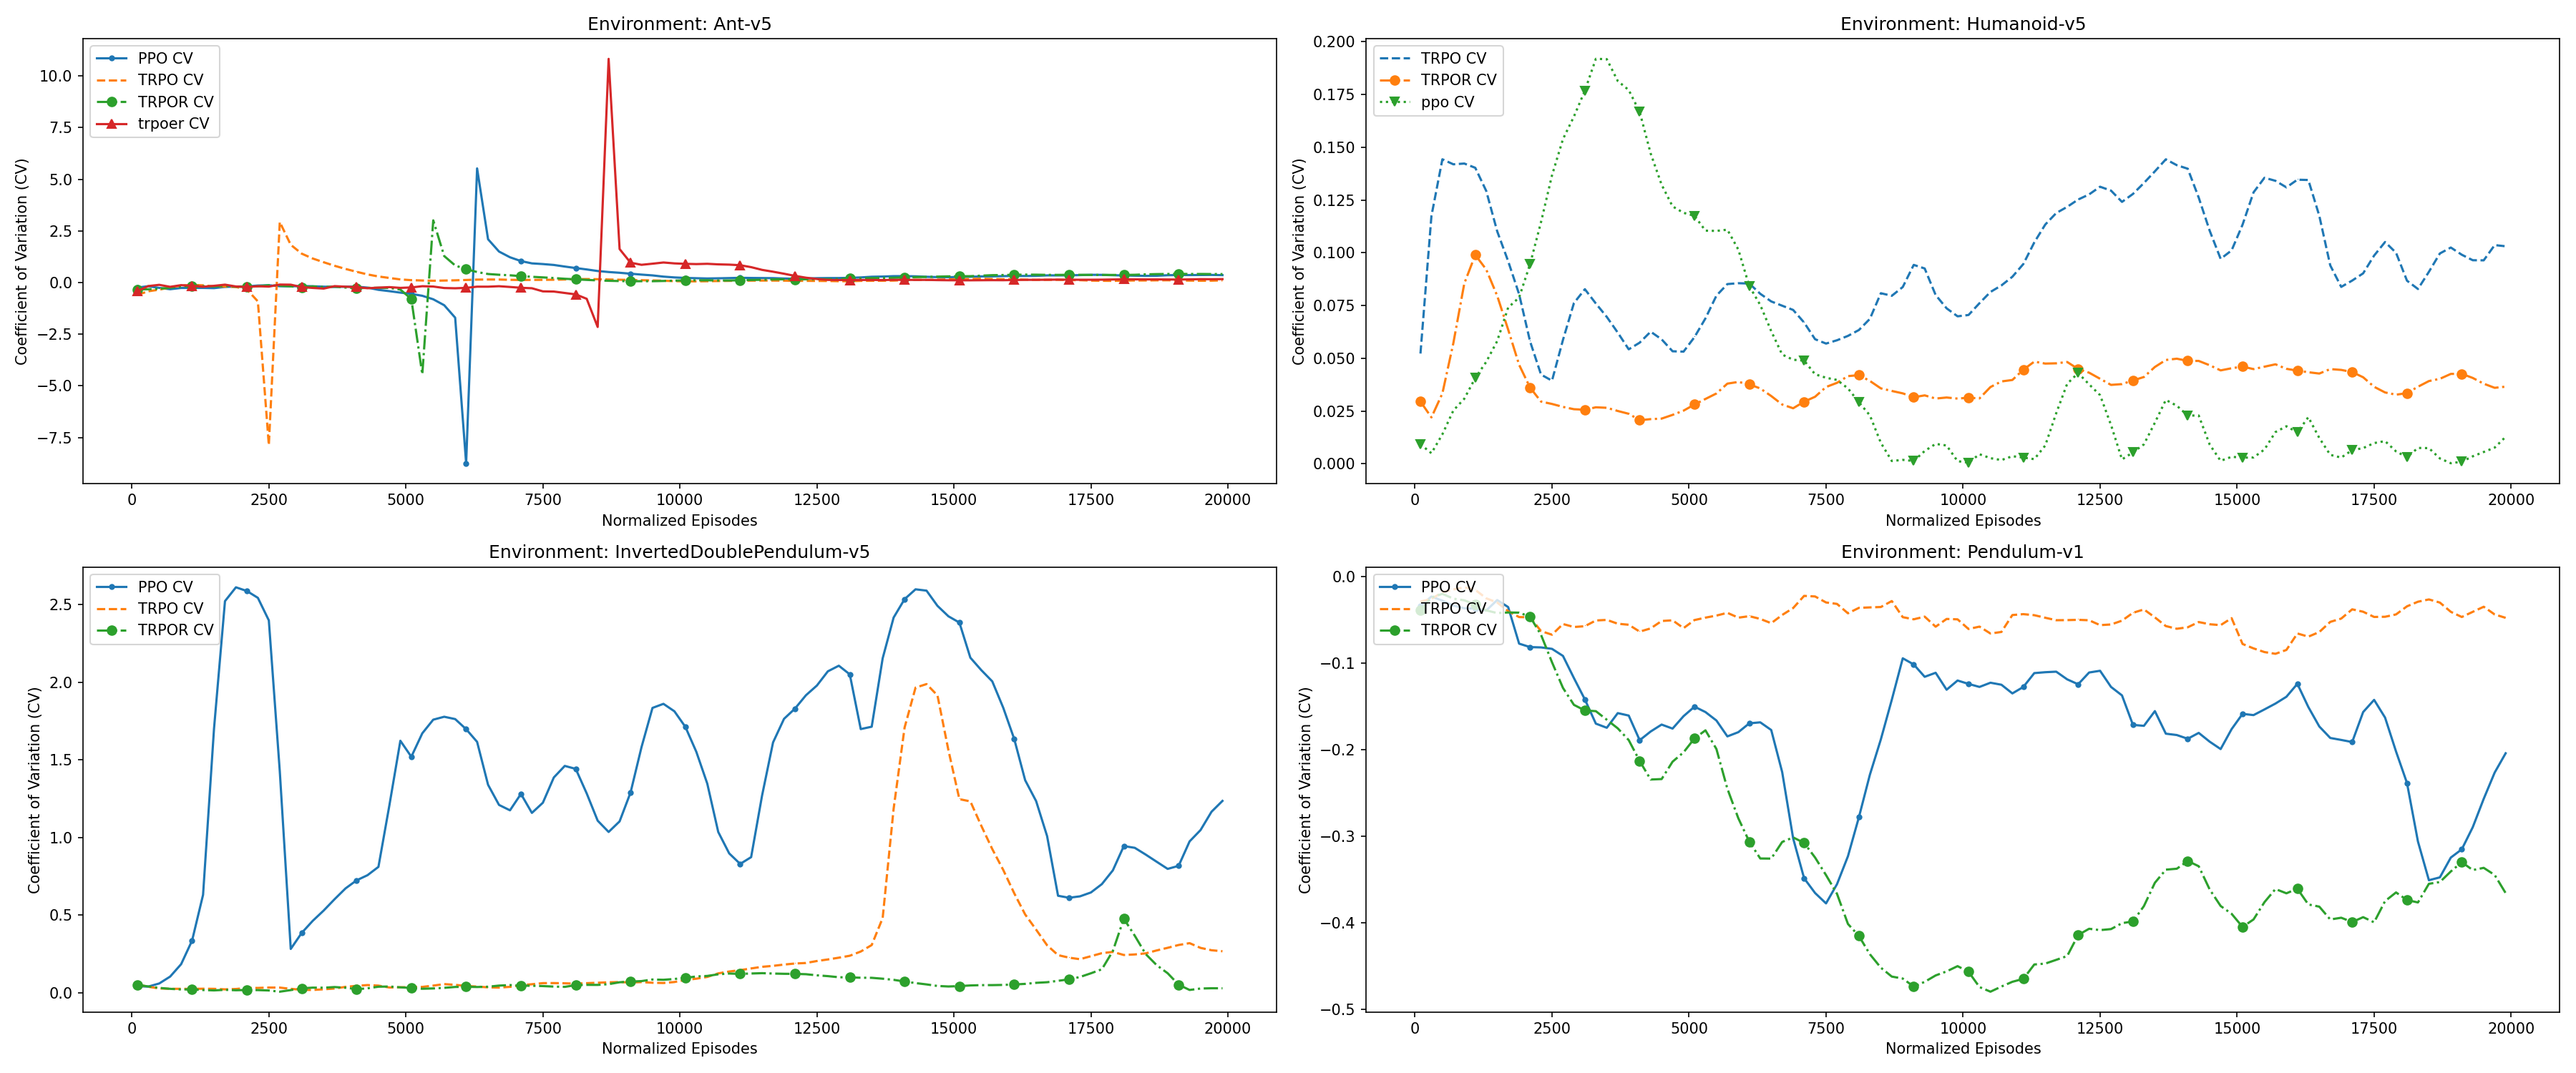 Environment: Ant-v5
PPO CV
TRPO CV
TRPOR CV
trpoer CV
10.0
7.5
5.0
2.5
0.0
−2.5
−5.0
−7.5
Coefficient of Variation (CV)
0 2500 5000 7500 10000 12500 15000 17500 20000
Normalized Episodes
Environment: Humanoid-v5
TRPO CV
TRPOR CV
ppo CV
0.200
0.175
0.150
0.125
0.100
0.075
0.050
0.025
0.000
Coefficient of Variation (CV)
0 2500 5000 7500 10000 12500 15000 17500 20000
Normalized Episodes
Environment: InvertedDoublePendulum-v5
PPO CV
TRPO CV
TRPOR CV
2.5
2.0
1.5
1.0
0.5
0.0
Coefficient of Variation (CV)
0 2500 5000 7500 10000 12500 15000 17500 20000
Normalized Episodes
Environment: Pendulum-v1
PPO CV
TRPO CV
TRPOR CV
0.0
−0.1
−0.2
−0.3
−0.4
−0.5
Coefficient of Variation (CV)
0 2500 5000 7500 10000 12500 15000 17500 20000
Normalized Episodes